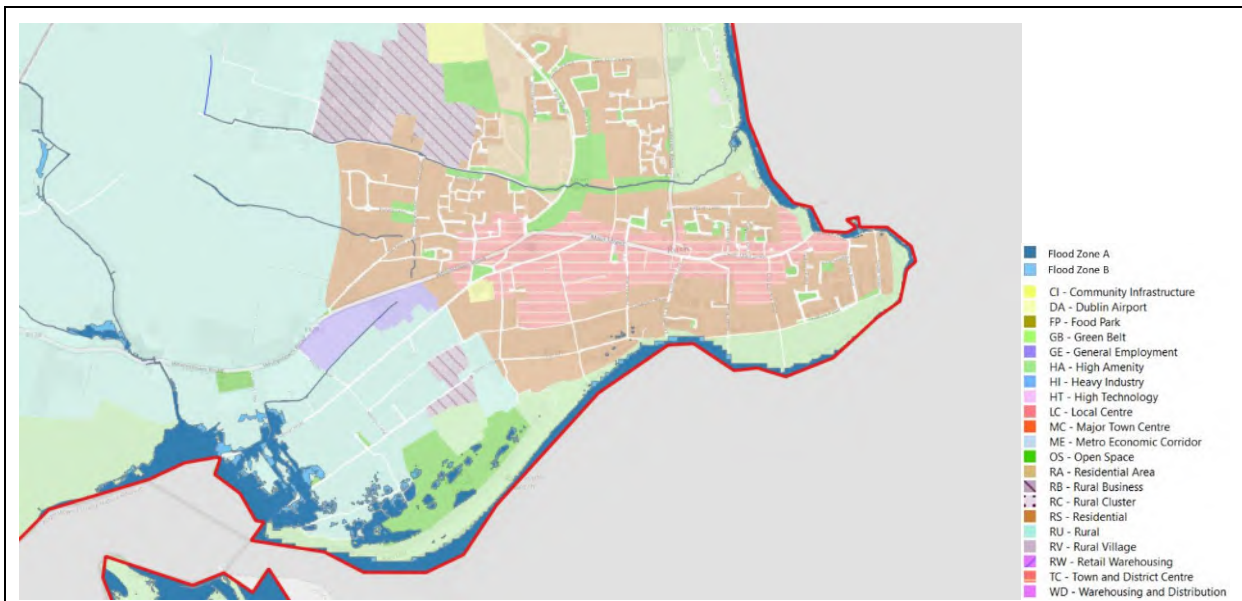 Flood Zone A
Flood Zone B
CI - Community Infrastructure
DA - Dublin Airport
FP - Food Park
GB - Green Belt
GE - General Employment
HA - High Amenity
HI - Heavy Industry
HT - High Technology
LC - Local Centre
MC - Major Town Centre
ME - Metro Economic Corridor
OS - Open Space
RA - Residential Area
RB - Rural Business
RC - Rural Cluster
RS - Residential
RU - Rural
RV - Rural Village
RW - Retail Warehousing
TC - Town and District Centre
WD - Warehousing and Distribution